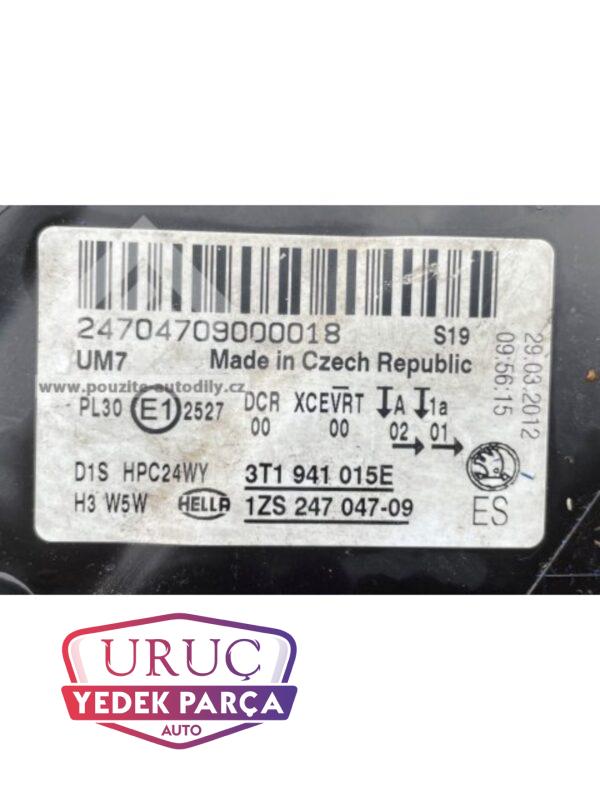 24704709000018 S19
UM7 Made in Czech Republic
www.pouzite-autodily.cz
PL30 E1 2527 DCR XCEVRT A 1a
00 00 02 01
D1S HPC24WY 3T1 941 015E
H3 W5W HELLA 1ZS 247 047-09
ES
29.03.2012
09:56:15
URUÇ
YEDEK PARÇA
AUTO